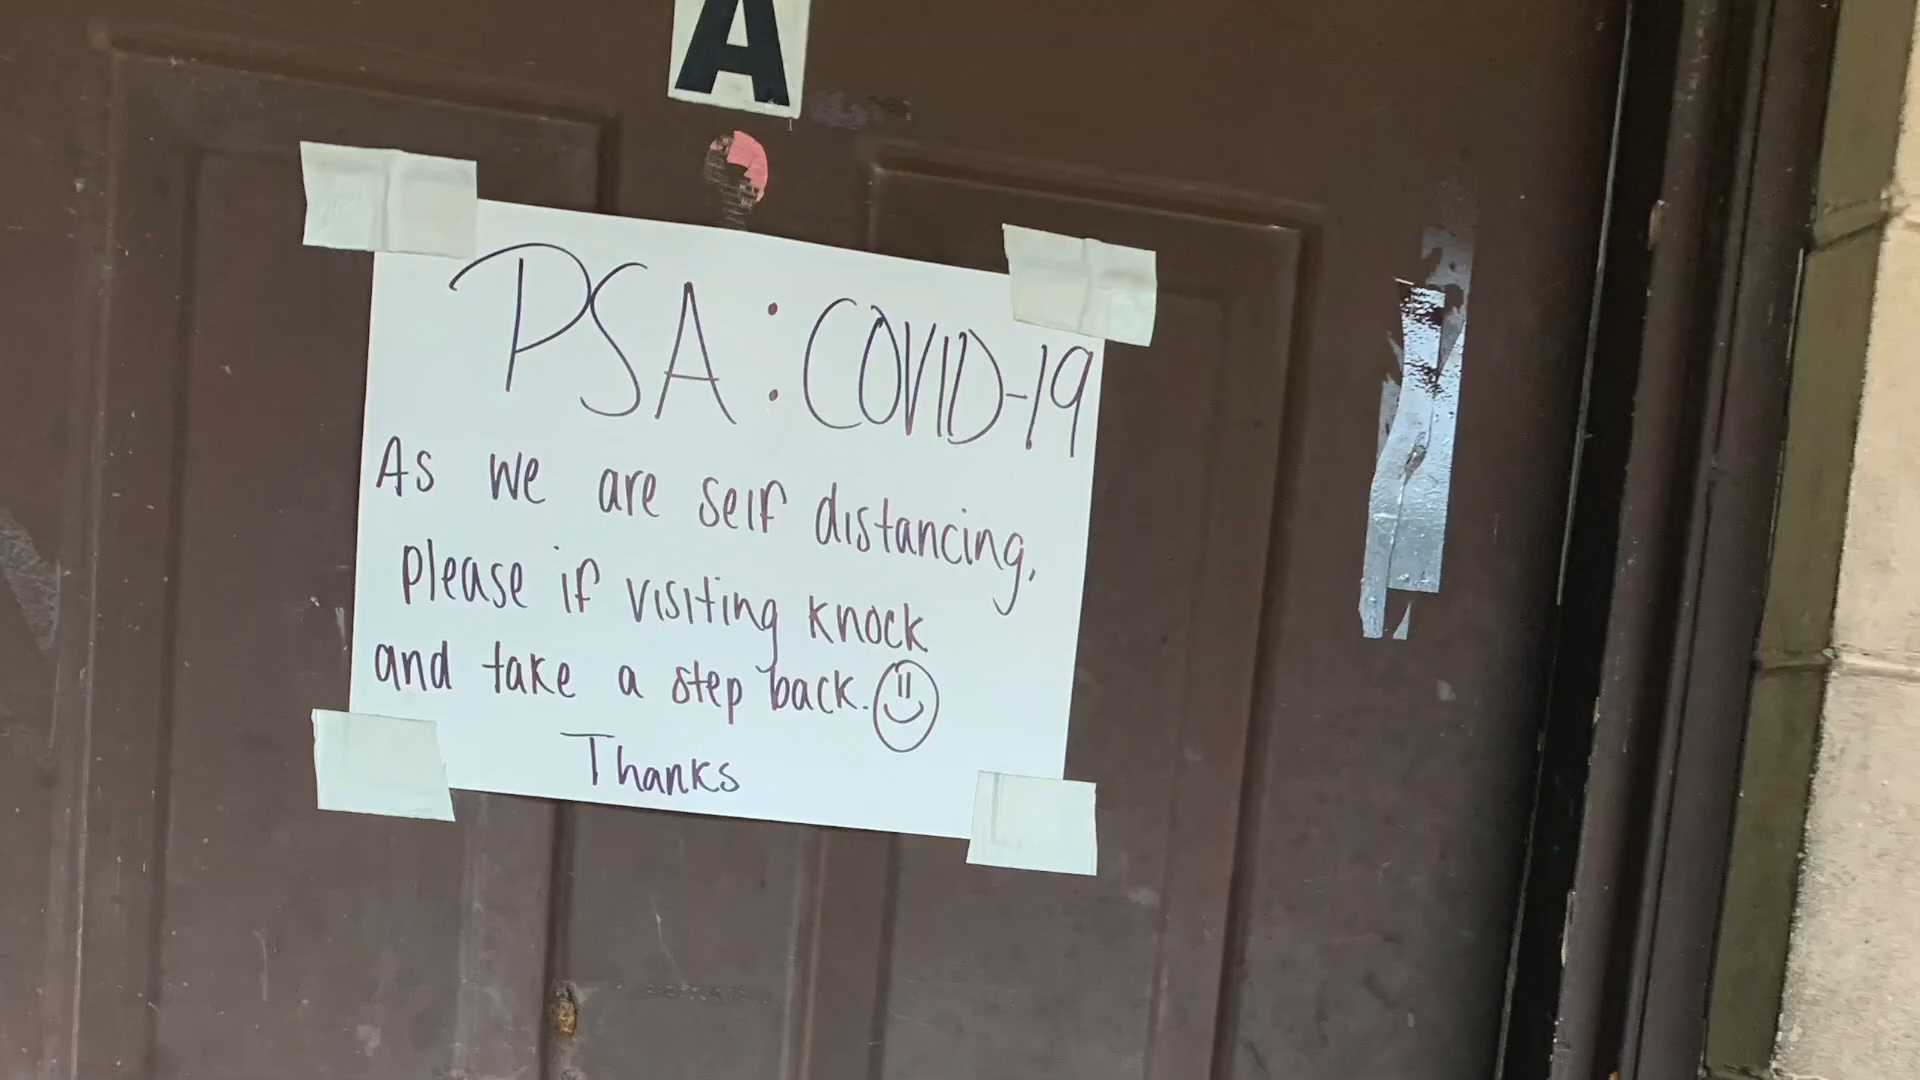 A
PSA: COVID-19
As we are self distancing,
please if visiting knock
and take a step back.
Thanks